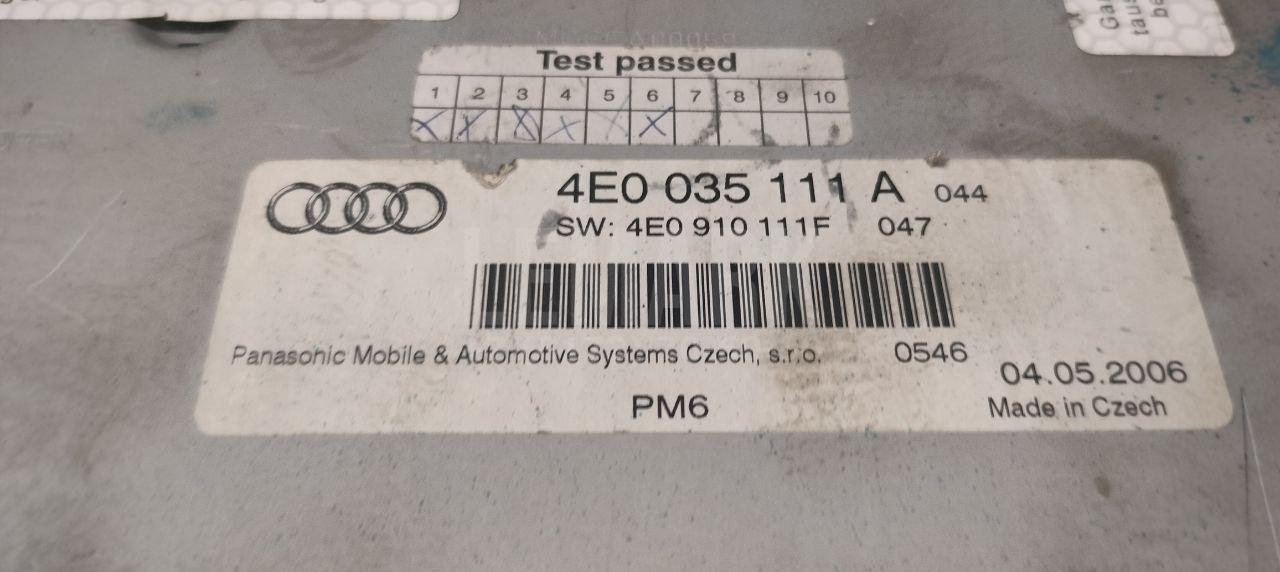 Test passed
1 2 3 4 5 6 7 8 9 10
4E0 035 111 A 044
SW: 4E0 910 111F 047
Panasonic Mobile & Automotive Systems Czech, s.r.o. 0546
04.05.2006
PM6
Made in Czech